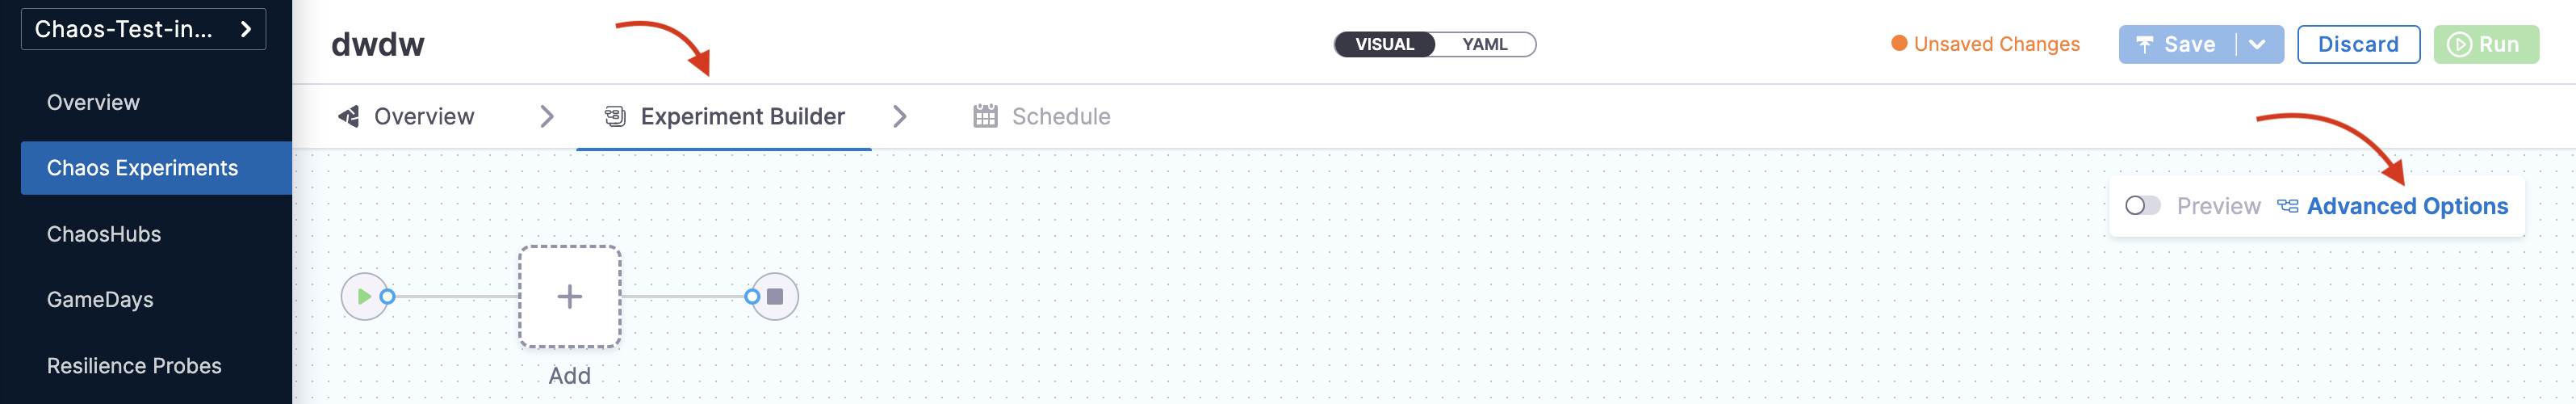 Chaos-Test-in...
Overview
Chaos Experiments
ChaosHubs
GameDays
Resilience Probes
dwdw
VISUAL YAML
Unsaved Changes
Save
Discard
Run
Overview
Experiment Builder
Schedule
Preview
Advanced Options
Add